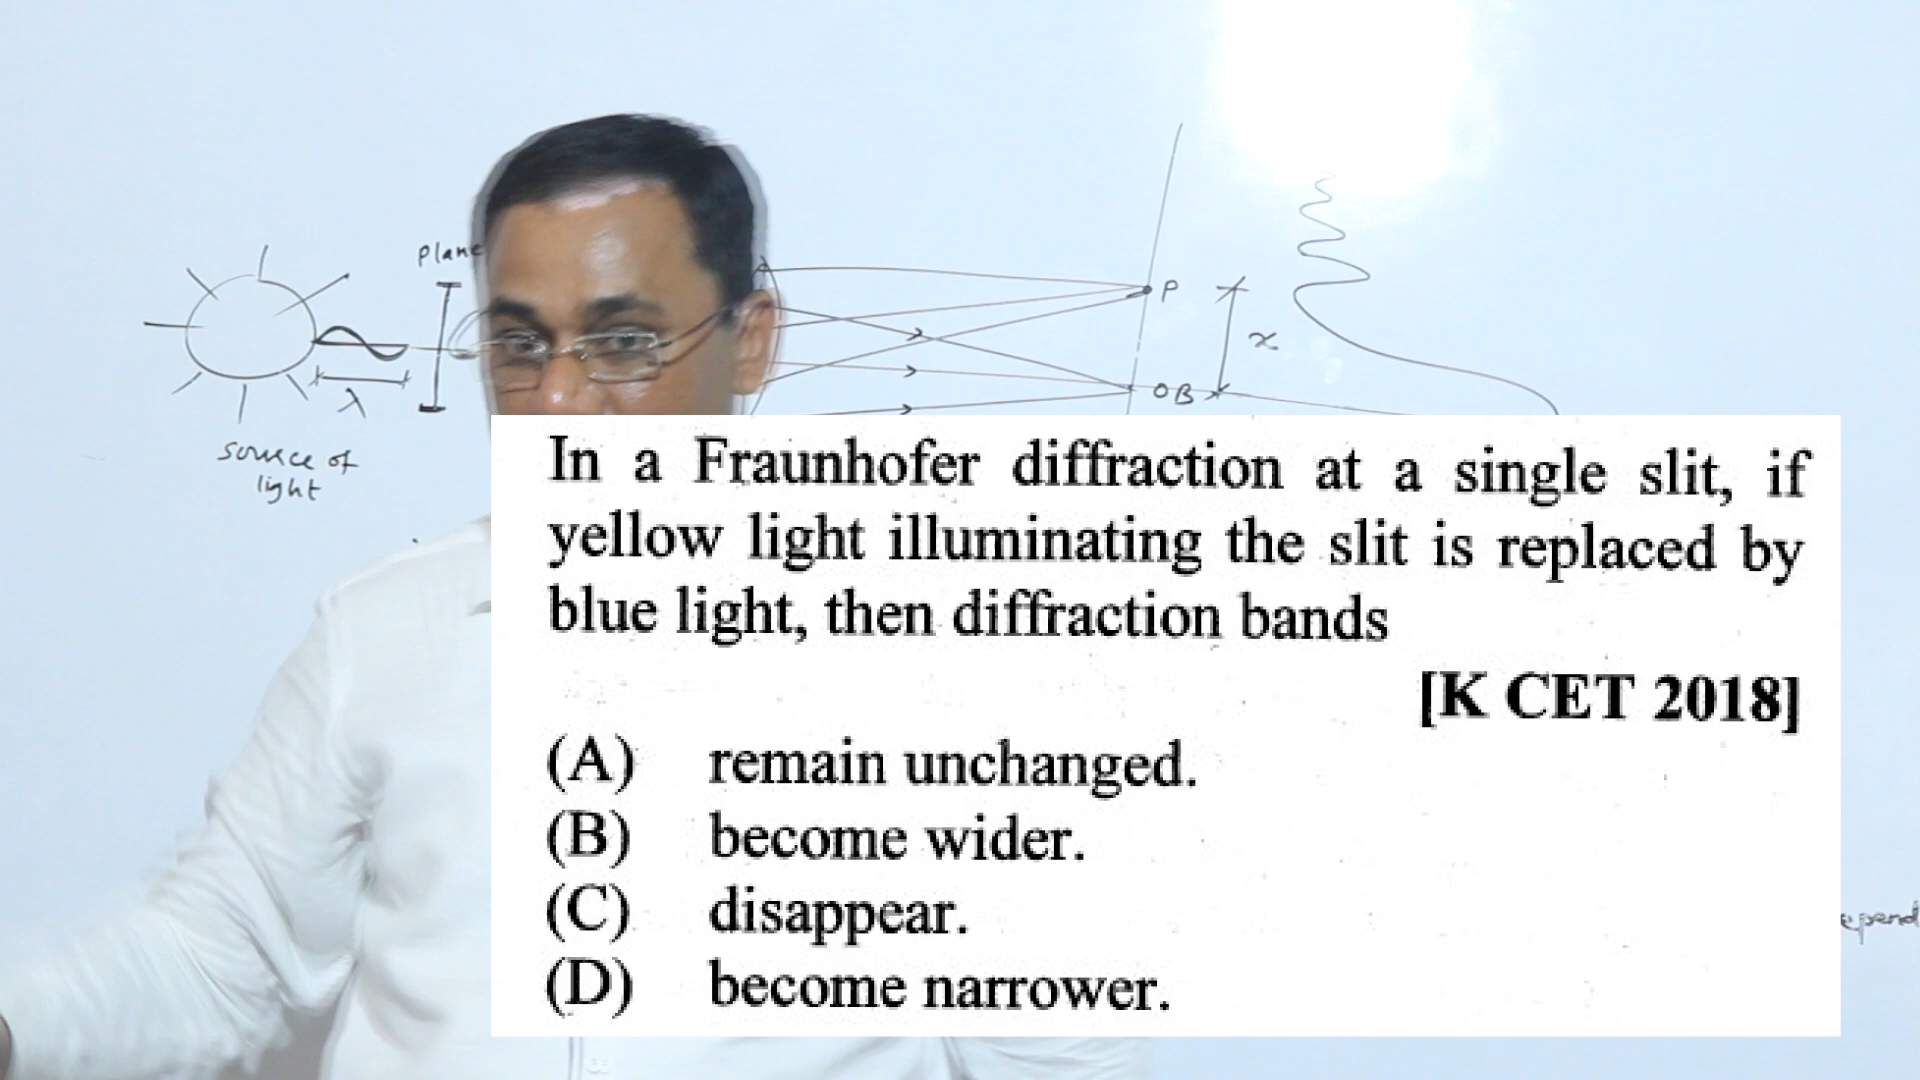 Plane
P
x
OB
λ
source of
light
In a Fraunhofer diffraction at a single slit, if
yellow light illuminating the slit is replaced by
blue light, then diffraction bands
[K CET 2018]
(A) remain unchanged.
(B) become wider.
(C) disappear.
(D) become narrower.
epend